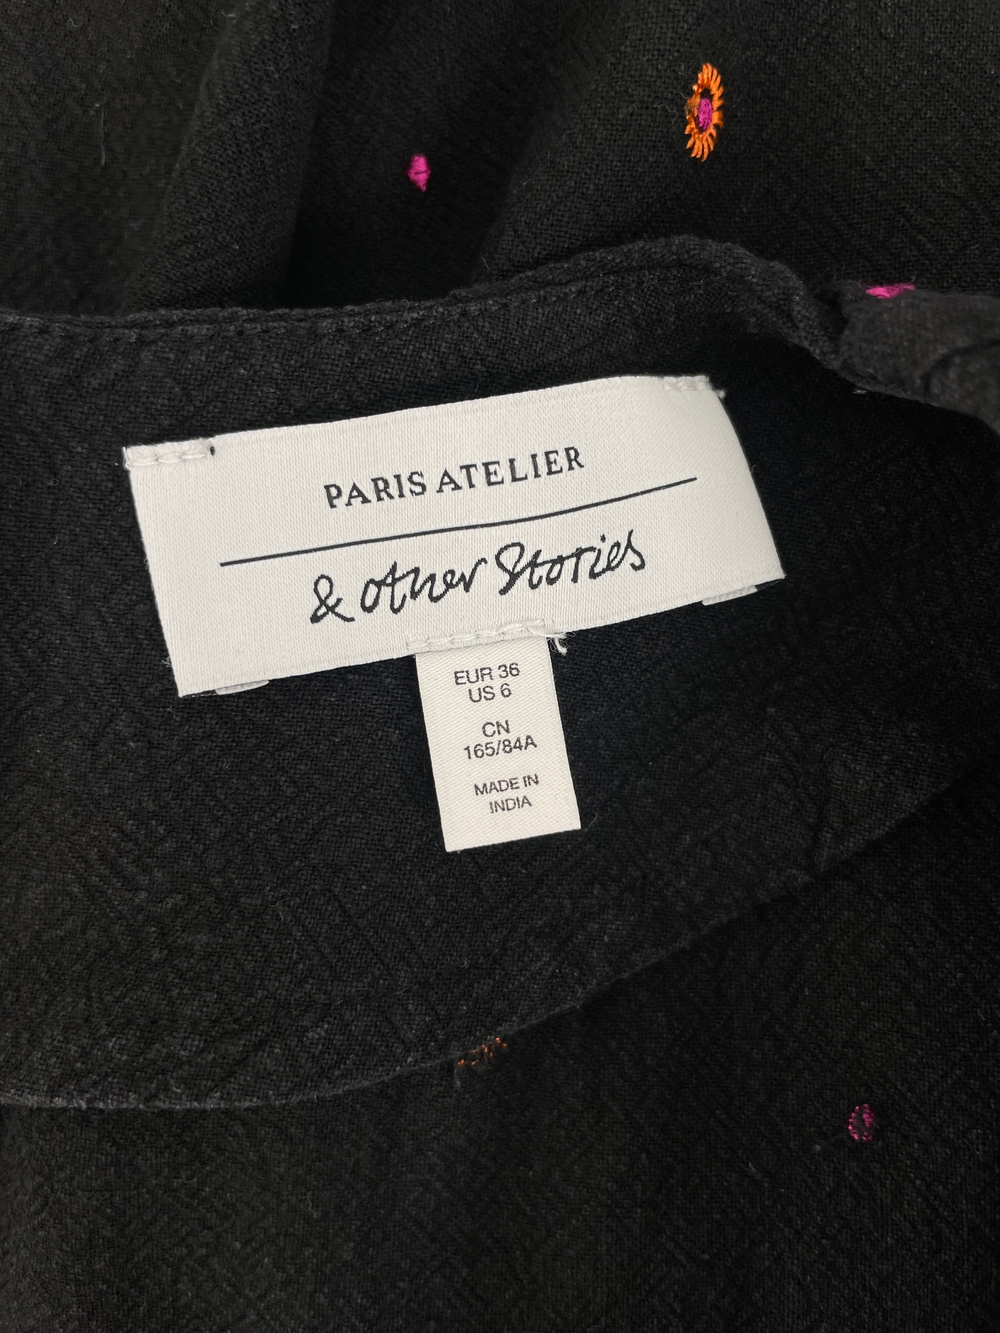 PARIS ATELIER
& other Stories
EUR 36
US 6
CN
165/84A
MADE IN
INDIA